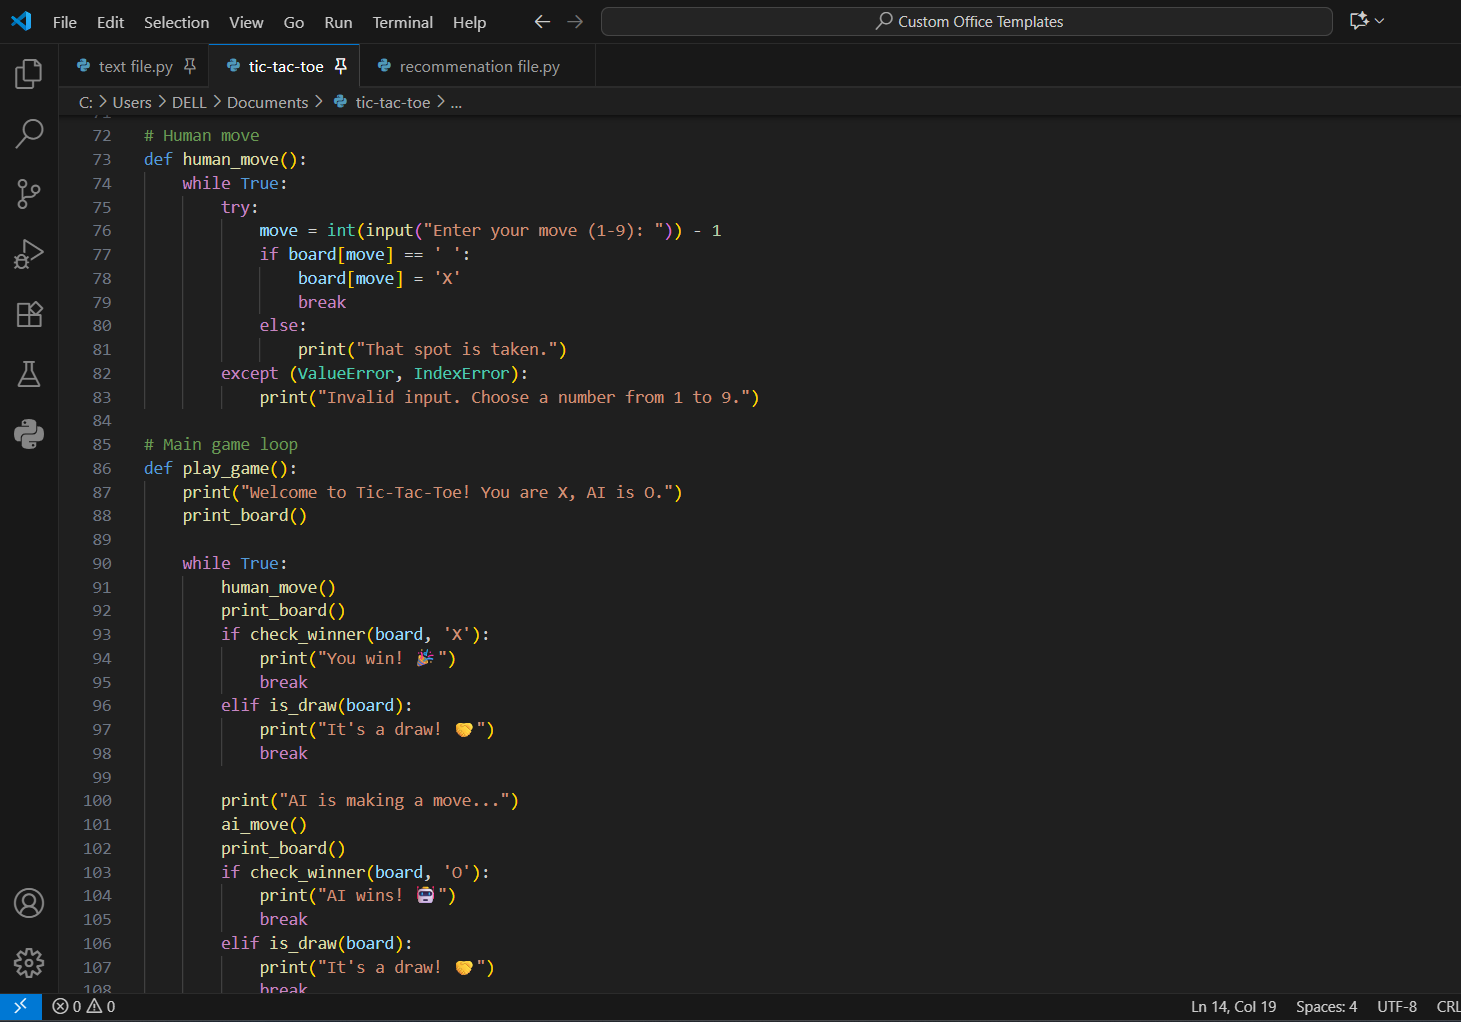 File Edit Selection View Go Run Terminal Help Custom Office Templates
text file.py tic-tac-toe recommenation file.py
C: > Users > DELL > Documents > tic-tac-toe > ...
71
72 # Human move
73 def human_move():
74     while True:
75         try:
76             move = int(input("Enter your move (1-9): ")) - 1
77             if board[move] == ' ':
78                 board[move] = 'X'
79                 break
80             else:
81                 print("That spot is taken.")
82         except (ValueError, IndexError):
83             print("Invalid input. Choose a number from 1 to 9.")
84
85 # Main game loop
86 def play_game():
87     print("Welcome to Tic-Tac-Toe! You are X, AI is O.")
88     print_board()
89
90     while True:
91         human_move()
92         print_board()
93         if check_winner(board, 'X'):
94             print("You win! 🎉")
95             break
96         elif is_draw(board):
97             print("It's a draw! 🤝")
98             break
99
100         print("AI is making a move...")
101         ai_move()
102         print_board()
103         if check_winner(board, 'O'):
104             print("AI wins! 🤖")
105             break
106         elif is_draw(board):
107             print("It's a draw! 🤝")
108             break
0 0 Ln 14, Col 19 Spaces: 4 UTF-8 CRL